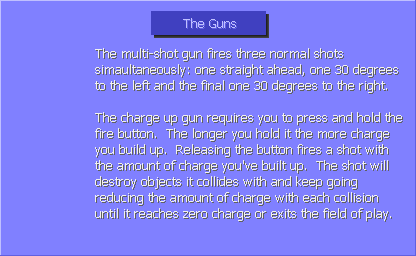 The Guns
The multi-shot gun fires three normal shots
simaultaneously: one straight ahead, one 30 degrees
to the left and the final one 30 degrees to the right.
The charge up gun requires you to press and hold the
fire button. The longer you hold it the more charge
you build up. Releasing the button fires a shot with
the amount of charge you've built up. The shot will
destroy objects it collides with and keep going
reducing the amount of charge with each collision
until it reaches zero charge or exits the field of play.